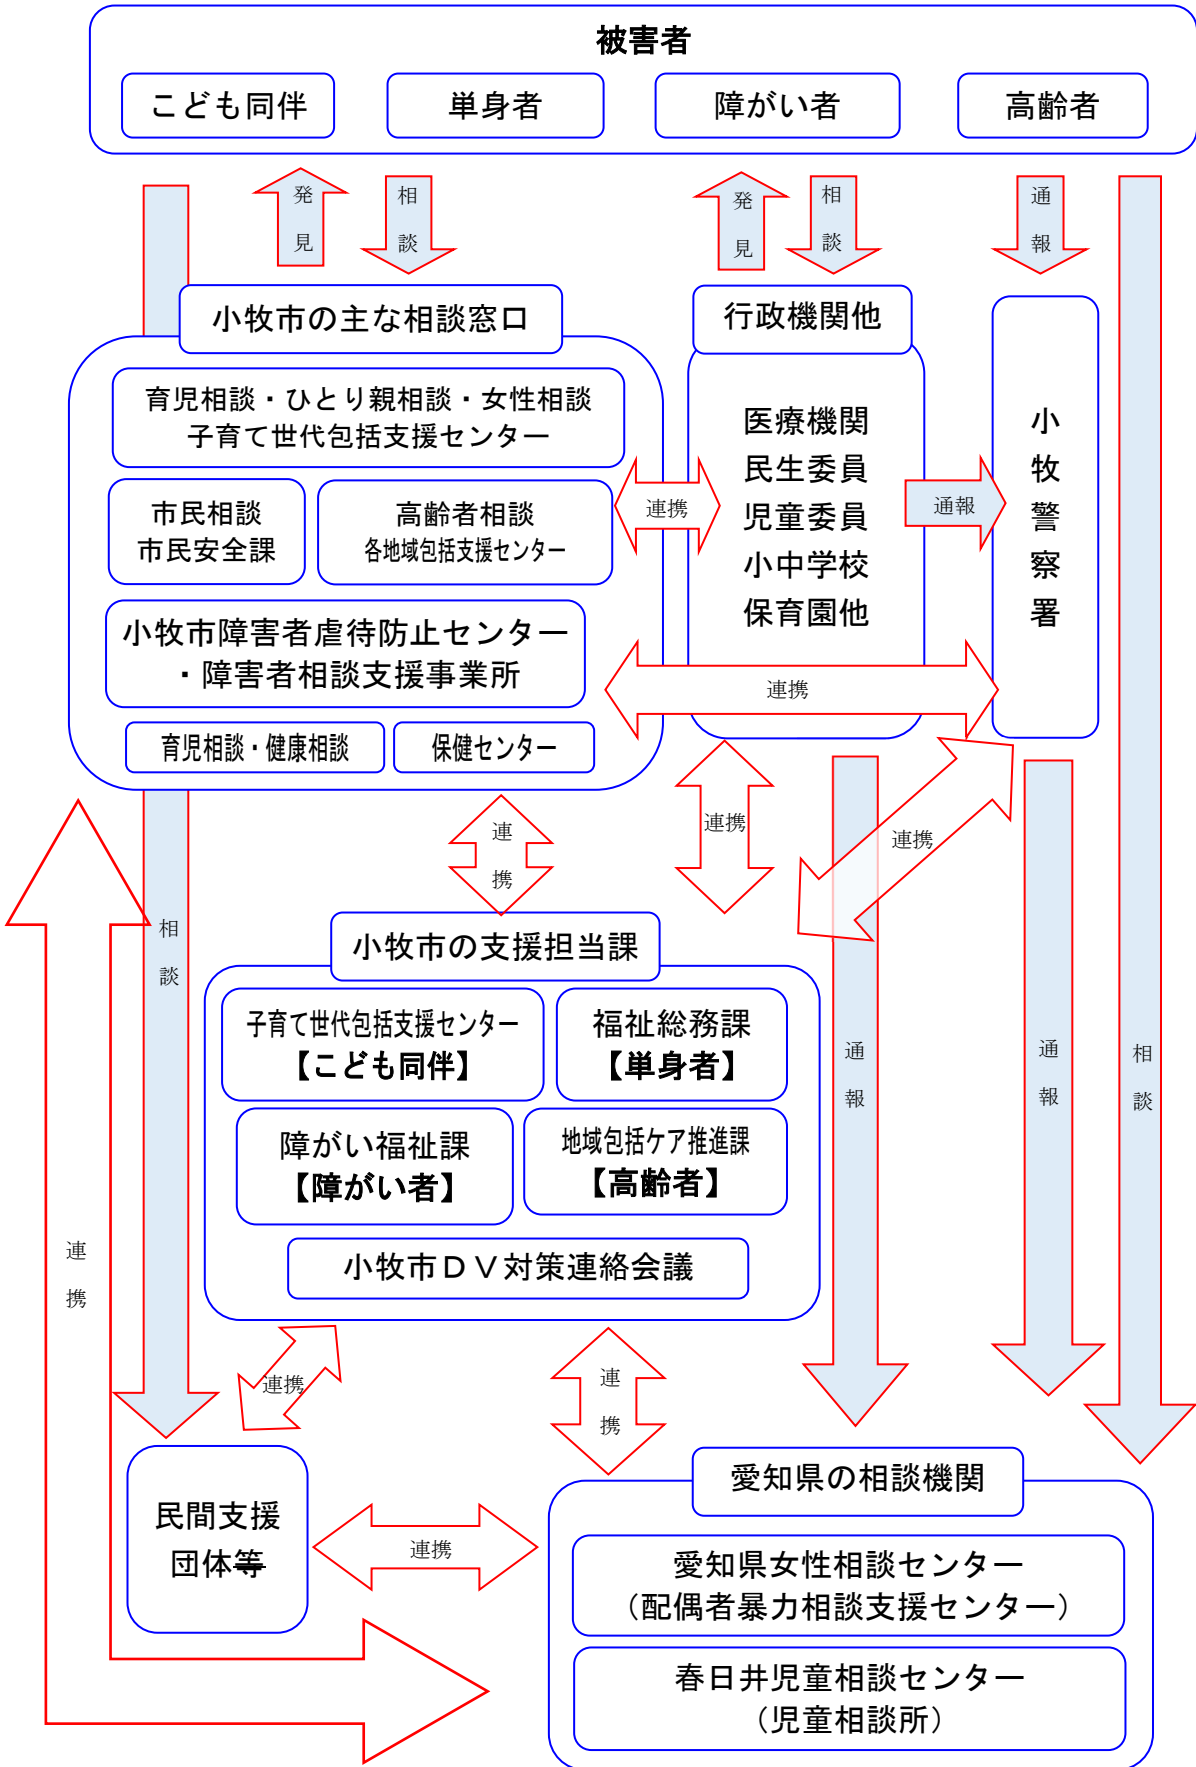 被害者
こども同伴
単身者
障がい者
高齢者
発見
相談
発見
相談
通報
小牧市の主な相談窓口
育児相談・ひとり親相談・女性相談
子育て世代包括支援センター
市民相談
市民安全課
高齢者相談
各地域包括支援センター
小牧市障害者虐待防止センター
・障害者相談支援事業所
育児相談・健康相談
保健センター
連携
行政機関他
医療機関
民生委員
児童委員
小中学校
保育園他
通報
小牧警察署
連携
連携
連携
連携
相談
小牧市の支援担当課
子育て世代包括支援センター
【こども同伴】
福祉総務課
【単身者】
障がい福祉課
【障がい者】
地域包括ケア推進課
【高齢者】
小牧市ＤＶ対策連絡会議
通報
通報
相談
連携
連携
連携
民間支援
団体等
連携
愛知県の相談機関
愛知県女性相談センター
（配偶者暴力相談支援センター）
春日井児童相談センター
（児童相談所）